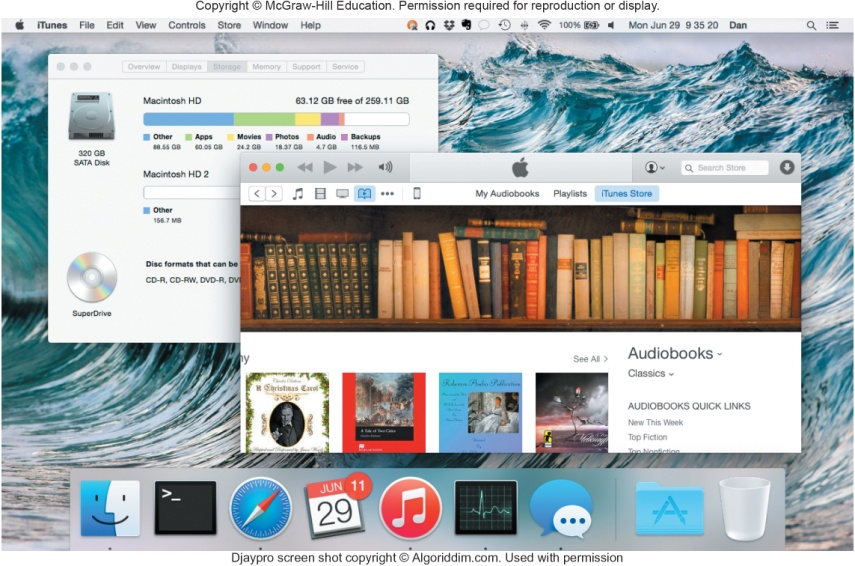 Copyright © McGraw-Hill Education. Permission required for reproduction or display.
iTunes File Edit View Controls Store Window Help 100% Mon Jun 29 9 35 20 Dan
Overview Displays Storage Memory Support Service
Macintosh HD 63.12 GB free of 259.11 GB
Other Apps Movies Photos Audio Backups
88.55 GB 60.05 GB 24.2 GB 18.37 GB 4.7 GB 116.5 MB
320 GB
SATA Disk
Macintosh HD 2
Other
156.7 MB
Disc formats that can be
CD-R, CD-RW, DVD-R,
SuperDrive
Search Store
My Audiobooks Playlists iTunes Store
See All >
Audiobooks
Classics
A Christmas Carol
A Tale of Two Cities
AUDIOBOOKS QUICK LINKS
New This Week
Top Fiction
Top Nonfiction
>_
JUN 11
29
Djaypro screen shot copyright © Algoriddim.com. Used with permission